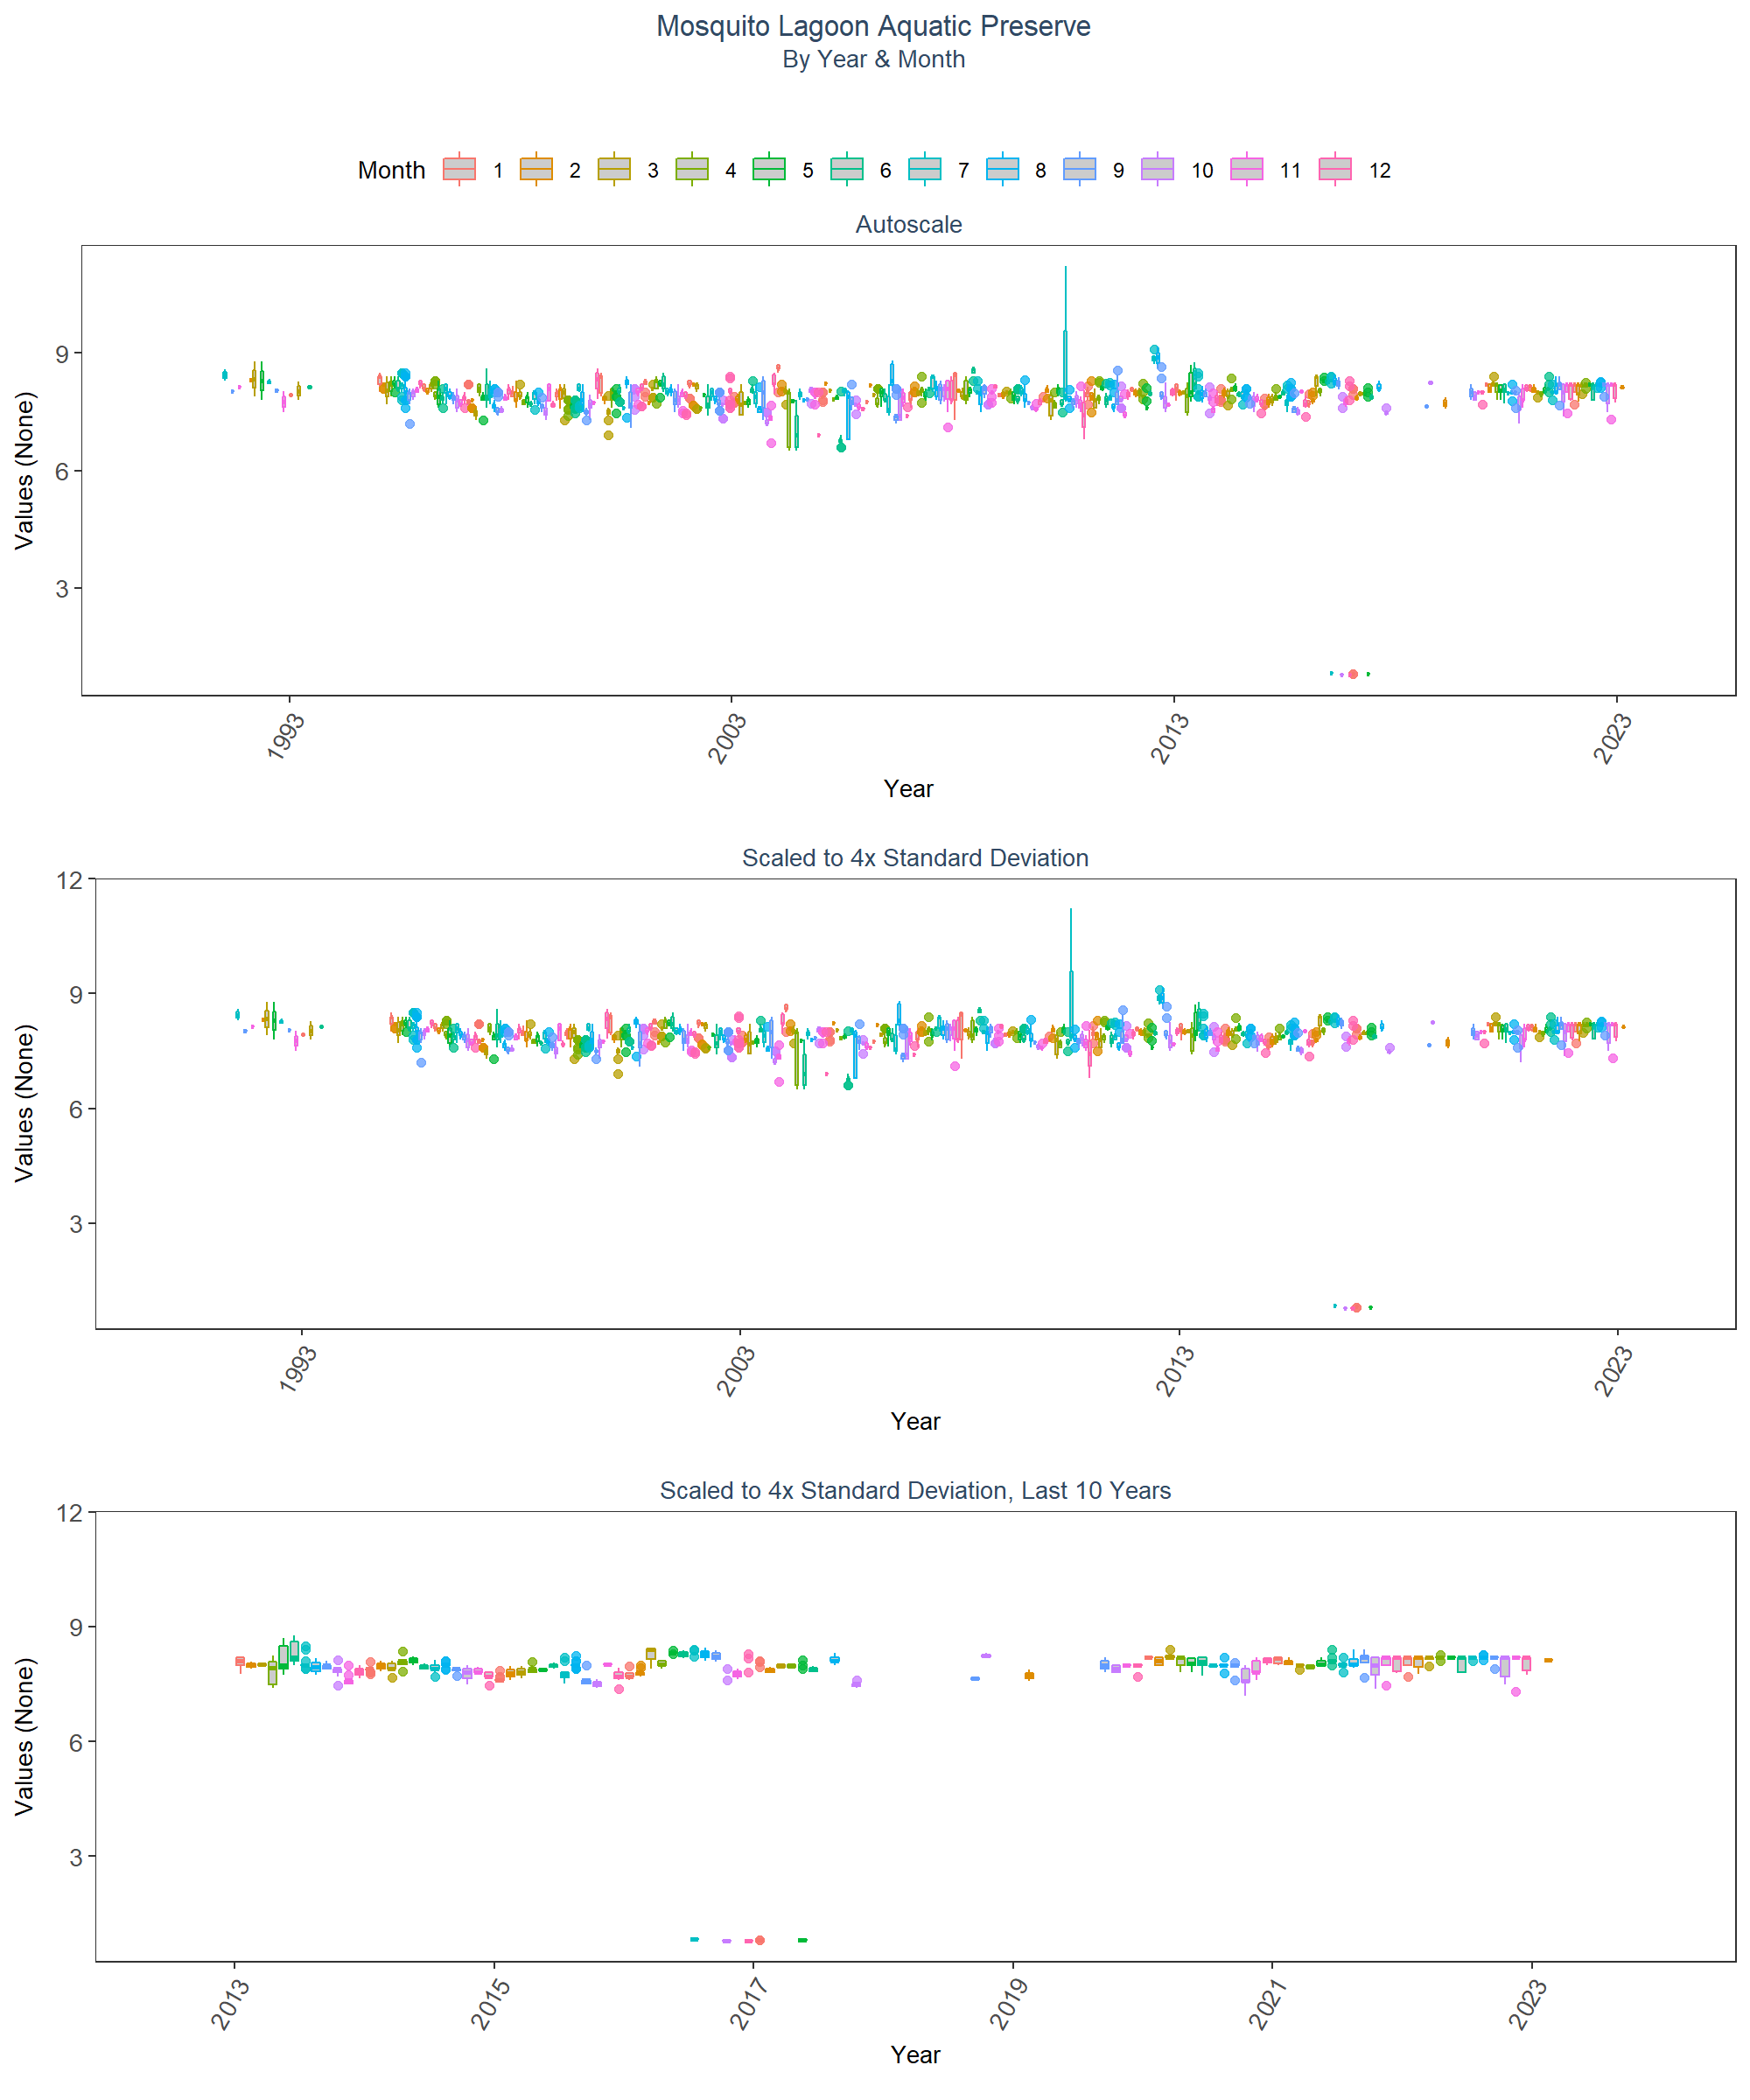 Mosquito Lagoon Aquatic Preserve
By Year & Month
Month 1 2 3 4 5 6 7 8 9 10 11 12
Autoscale
Values (None)
9
6
3
1993 2003 2013 2023
Year
Scaled to 4x Standard Deviation
Values (None)
12
9
6
3
1993 2003 2013 2023
Year
Scaled to 4x Standard Deviation, Last 10 Years
Values (None)
12
9
6
3
2013 2015 2017 2019 2021 2023
Year